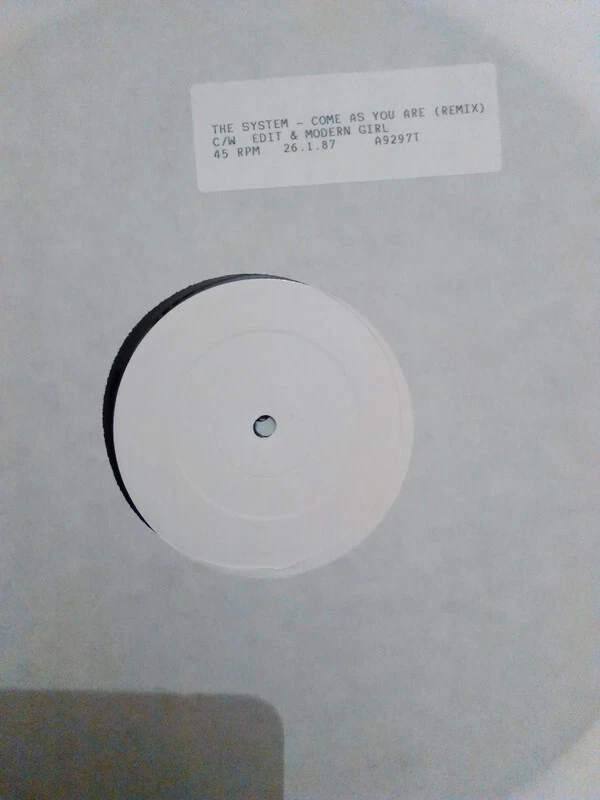 THE SYSTEM – COME AS YOU ARE (REMIX)
C/W EDIT & MODERN GIRL
45 RPM 26.1.87 A9297T